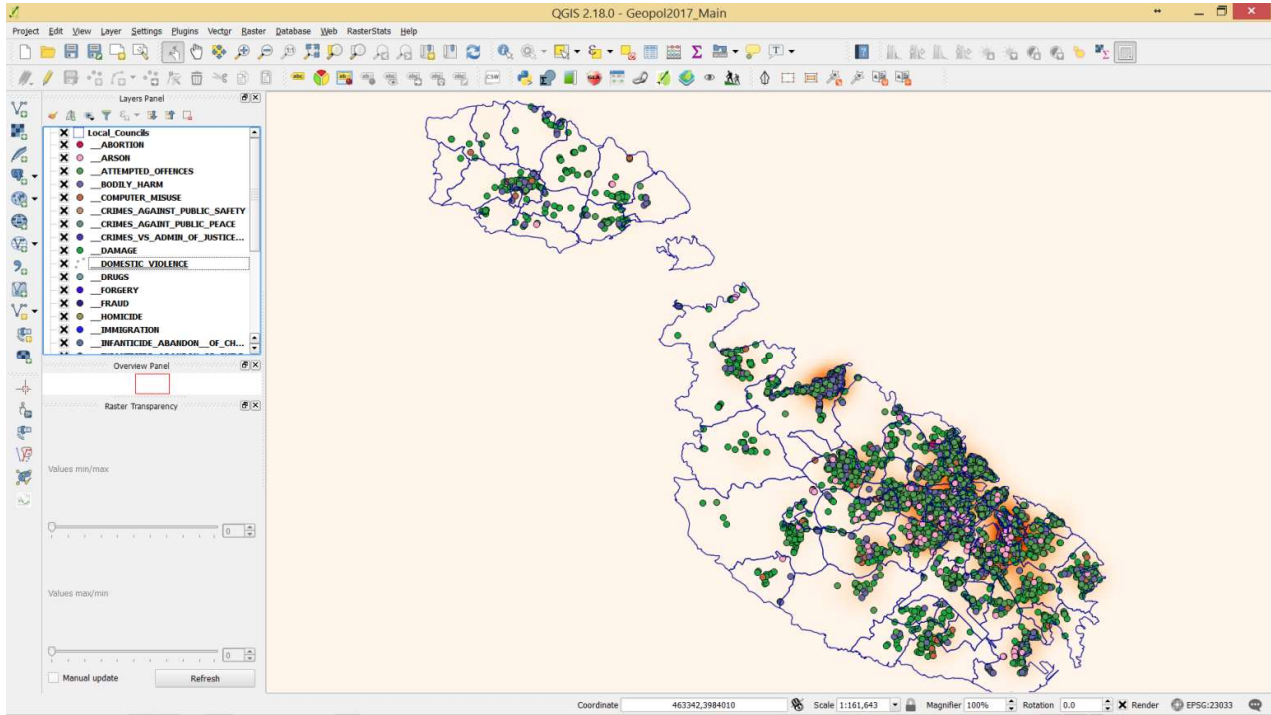 QGIS 2.18.0 - Geopol2017_Main
Project Edit View Layer Settings Plugins Vector Raster Database Web RasterStats Help
Layers Panel
Local_Councils
__ABORTION
__ARSON
__ATTEMPTED_OFFENCES
__BODILY_HARM
__COMPUTER_MISUSE
__CRIMES_AGAINST_PUBLIC_SAFETY
__CRIMES_AGAINT_PUBLIC_PEACE
__CRIMES_VS_ADMIN_OF_JUSTICE...
__DAMAGE
__DOMESTIC_VIOLENCE
__DRUGS
__FORGERY
__FRAUD
__HOMICIDE
__IMMIGRATION
__INFANTICIDE_ABANDON__OF_CH...
Overview Panel
Raster Transparency
Values min/max
0
Values max/min
0
Manual update Refresh
Coordinate 463342,3984010 Scale 1:161,643 Magnifier 100% Rotation 0.0 Render EPSG:23033